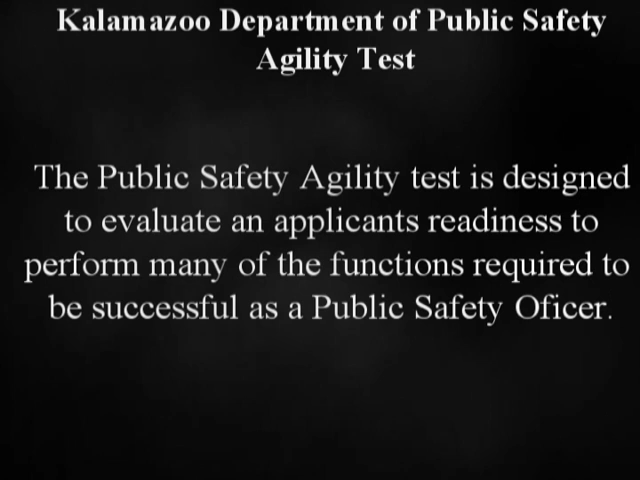 Kalamazoo Department of Public Safety
Agility Test
The Public Safety Agility test is designed
to evaluate an applicants readiness to
perform many of the functions required to
be successful as a Public Safety Oficer.